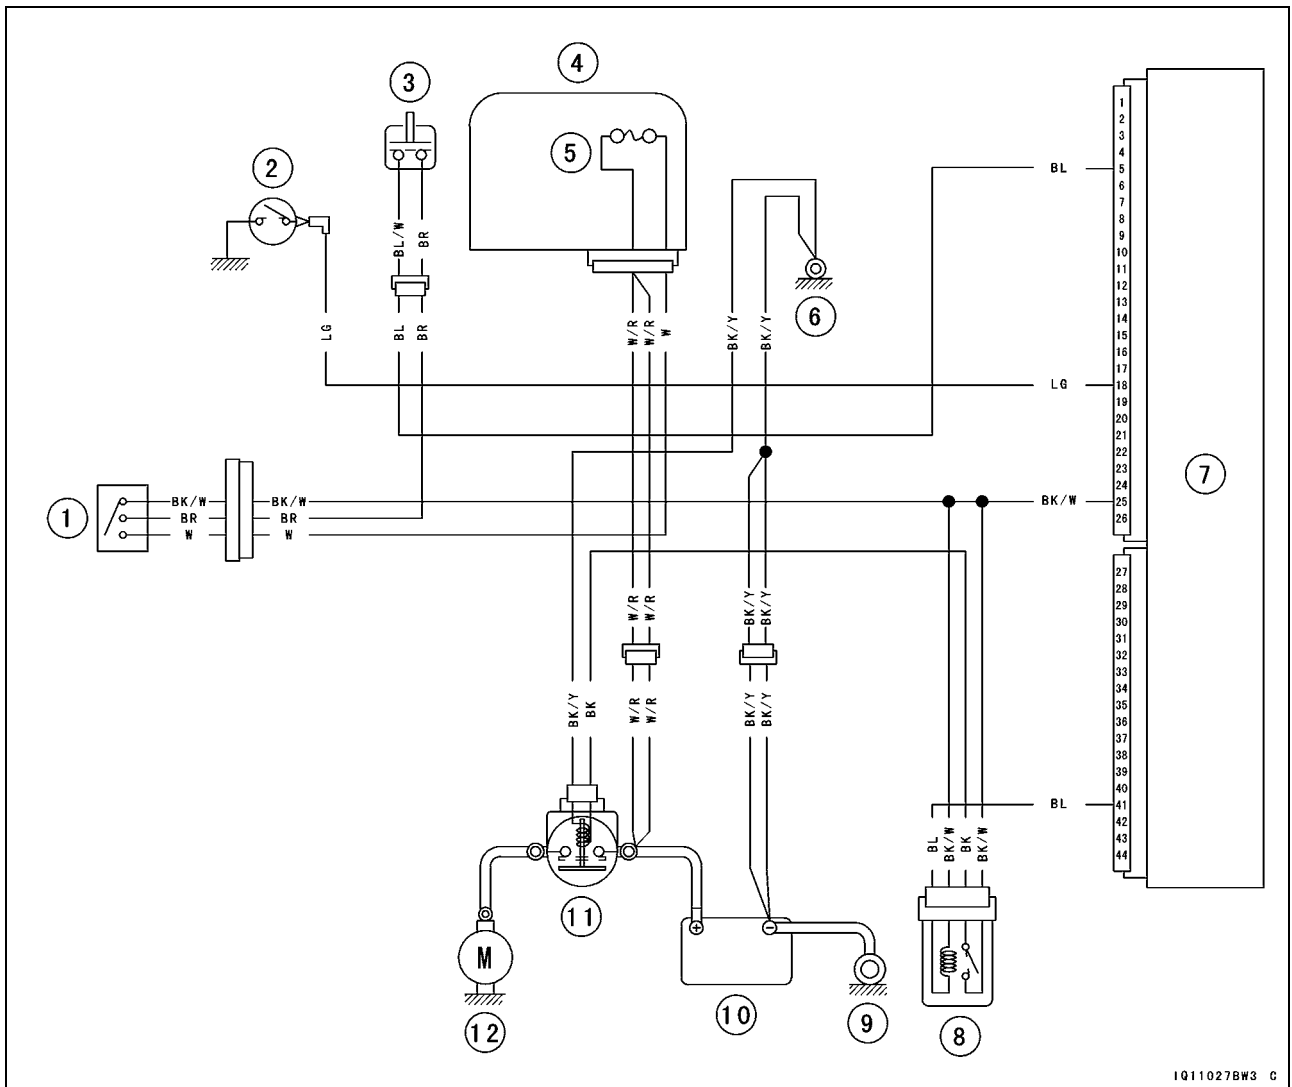 4
3
5
2
BL
1
2
3
4
5
6
7
8
9
10
11
12
13
14
15
16
17
18
19
20
21
22
23
24
25
26
BL/W
BR
LG
BL
BR
W/R
W/R
W
BK/Y
BK/Y
6
LG
7
1
BK/W
BR
W
BK/W
BR
W
BK/W
27
28
29
30
31
32
33
34
35
36
37
38
39
40
41
42
43
44
W/R
W/R
BK/Y
BK/Y
BK/Y
BK
W/R
W/R
BK/Y
BK/Y
BL
BL
BK/W
BK
BK/W
11
+
−
M
12
10
9
8
IQ11027BW3 C